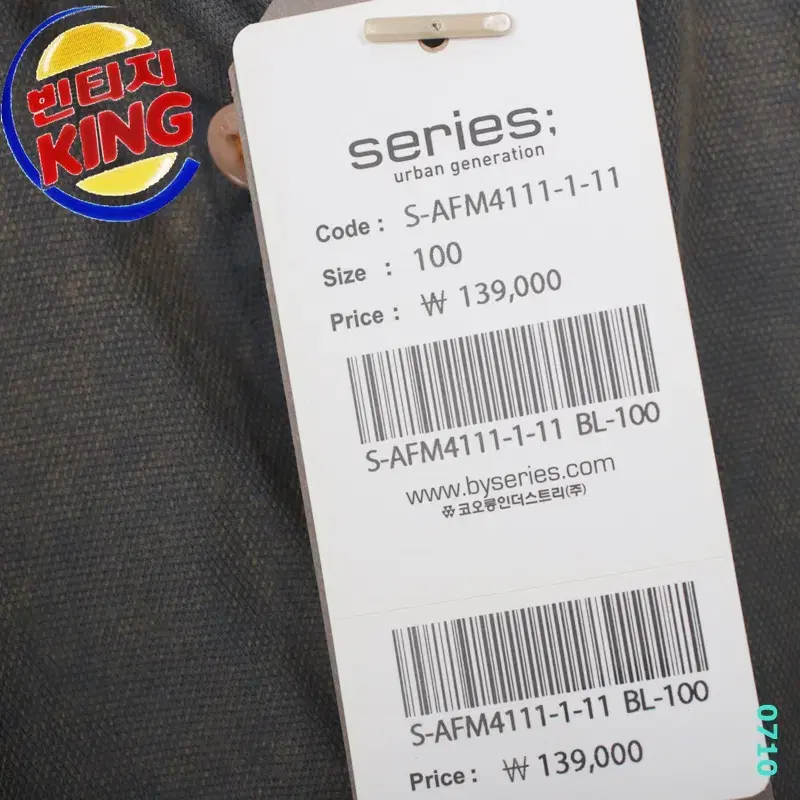 빈티지
KING
series;
urban generation
Code : S-AFM4111-1-11
Size : 100
Price : ₩ 139,000
S-AFM4111-1-11 BL-100
www.byseries.com
코오롱인더스트리(주)
S-AFM4111-1-11 BL-100
Price : ₩ 139,000
0710